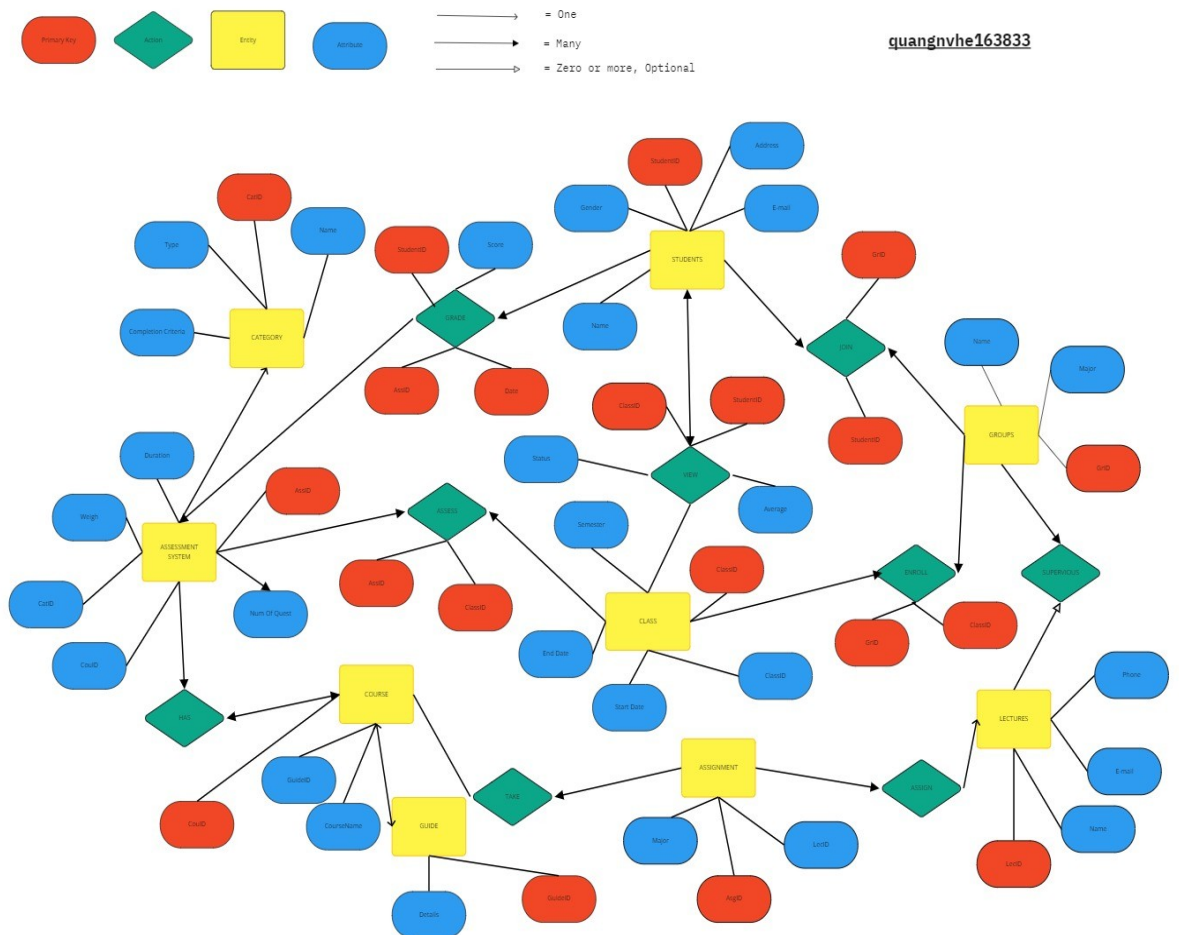 Primary Key
Action
Entity
Attribute
= One
= Many
= Zero or more, Optional
quangnvhe163833
StudentID
Address
Gender
E-mail
STUDENTS
Name
CatID
Type
Name
Completion Criteria
CATEGORY
StudentID
Score
GRADE
AssID
Date
GrID
JOIN
StudentID
Name
Major
GROUPS
GrID
ClassID
StudentID
Status
VIEW
Average
Duration
AssID
Weigh
ASSESSMENT
SYSTEM
CatID
CouID
Num Of Quest
ASSESS
AssID
ClassID
Semester
ClassID
CLASS
End Date
Start Date
ClassID
ENROLL
GrID
ClassID
SUPERVIOUS
HAS
COURSE
GuideID
CourseName
CouID
GUIDE
Details
GuideID
TAKE
ASSIGNMENT
Major
AsgID
LecID
ASSIGN
LECTURES
Phone
E-mail
Name
LecID